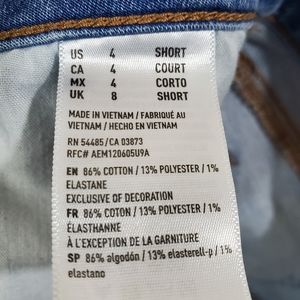 US 4 SHORT
CA 4 COURT
MX 4 CORTO
UK 8 SHORT
MADE IN VIETNAM / FABRIQUÉ AU
VIETNAM / HECHO EN VIETNAM
RN 54485/CA 03873
RFC# AEM120605U9A
EN 86% COTTON / 13% POLYESTER / 1%
ELASTANE
EXCLUSIVE OF DECORATION
FR 86% COTON / 13% POLYESTER / 1%
ÉLASTHANNE
À L'EXCEPTION DE LA GARNITURE
SP 86% algodón / 13% elasterell-p / 1%
elastano